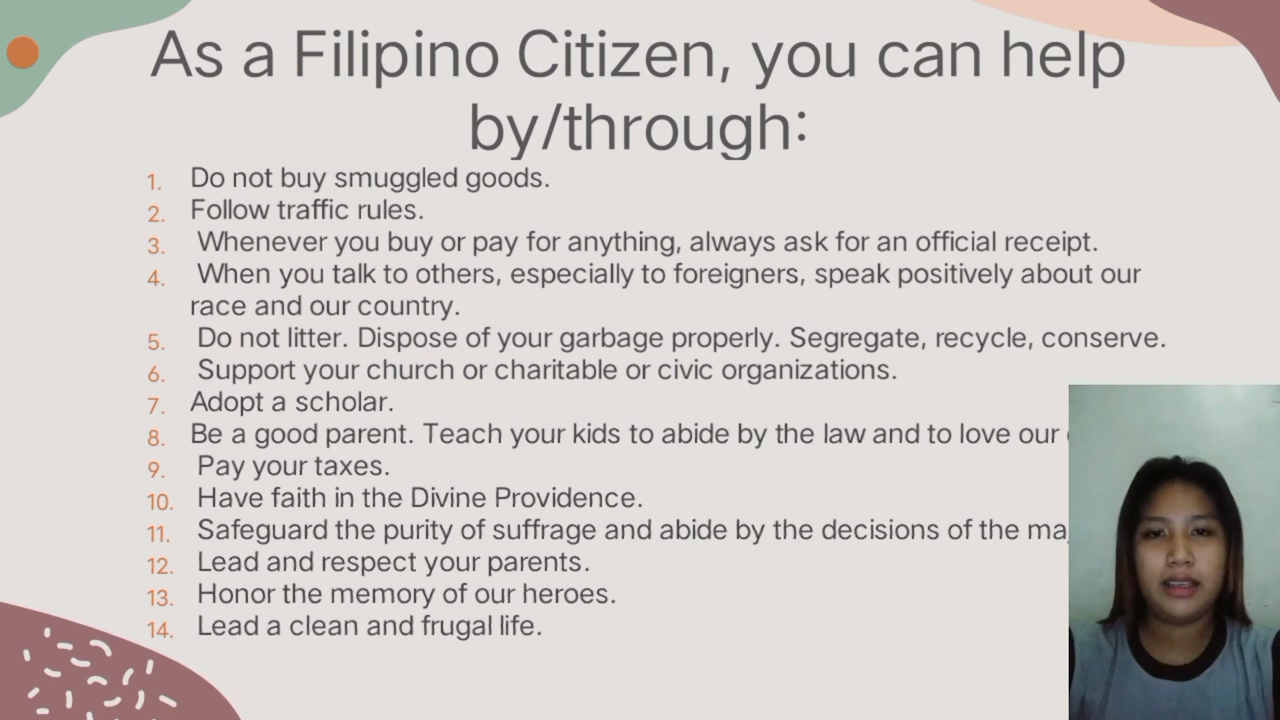 As a Filipino Citizen, you can help
by/through:
1. Do not buy smuggled goods.
2. Follow traffic rules.
3. Whenever you buy or pay for anything, always ask for an official receipt.
4. When you talk to others, especially to foreigners, speak positively about our
race and our country.
5. Do not litter. Dispose of your garbage properly. Segregate, recycle, conserve.
6. Support your church or charitable or civic organizations.
7. Adopt a scholar.
8. Be a good parent. Teach your kids to abide by the law and to love our
9. Pay your taxes.
10. Have faith in the Divine Providence.
11. Safeguard the purity of suffrage and abide by the decisions of the
12. Lead and respect your parents.
13. Honor the memory of our heroes.
14. Lead a clean and frugal life.